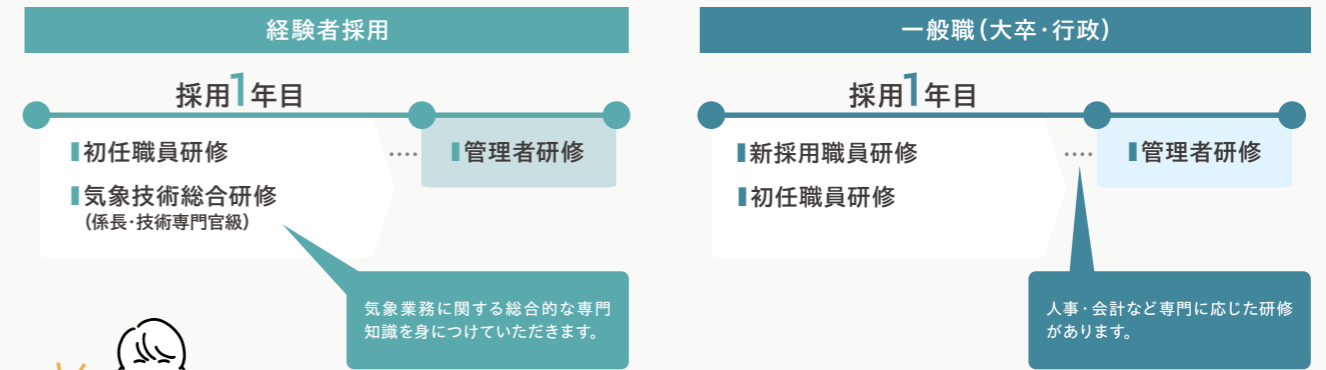 経験者採用
採用1年目
初任職員研修
気象技術総合研修
(係長・技術専門官級)
....
管理者研修
気象業務に関する総合的な専門
知識を身につけていただきます。
一般職(大卒・行政)
採用1年目
新採用職員研修
初任職員研修
....
管理者研修
人事・会計など専門に応じた研修
があります。